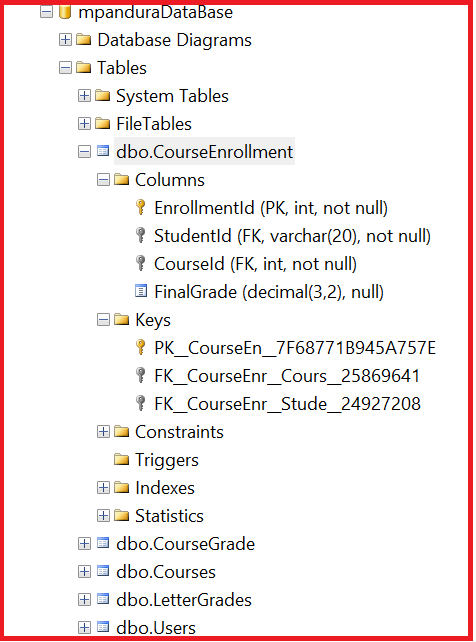 mpanduraDataBase
Database Diagrams
Tables
System Tables
FileTables
dbo.CourseEnrollment
Columns
EnrollmentId (PK, int, not null)
StudentId (FK, varchar(20), not null)
CourseId (FK, int, not null)
FinalGrade (decimal(3,2), null)
Keys
PK__CourseEn__7F68771B945A757E
FK__CourseEnr__Cours__25869641
FK__CourseEnr__Stude__24927208
Constraints
Triggers
Indexes
Statistics
dbo.CourseGrade
dbo.Courses
dbo.LetterGrades
dbo.Users